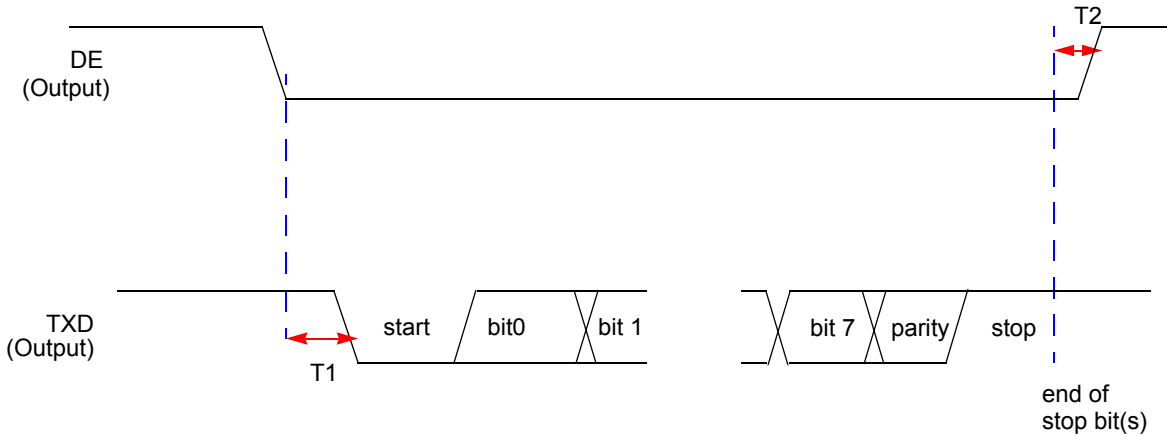 T2
DE
(Output)
TXD
(Output)
start
bit0
bit 1
bit 7
parity
stop
T1
end of
stop bit(s)